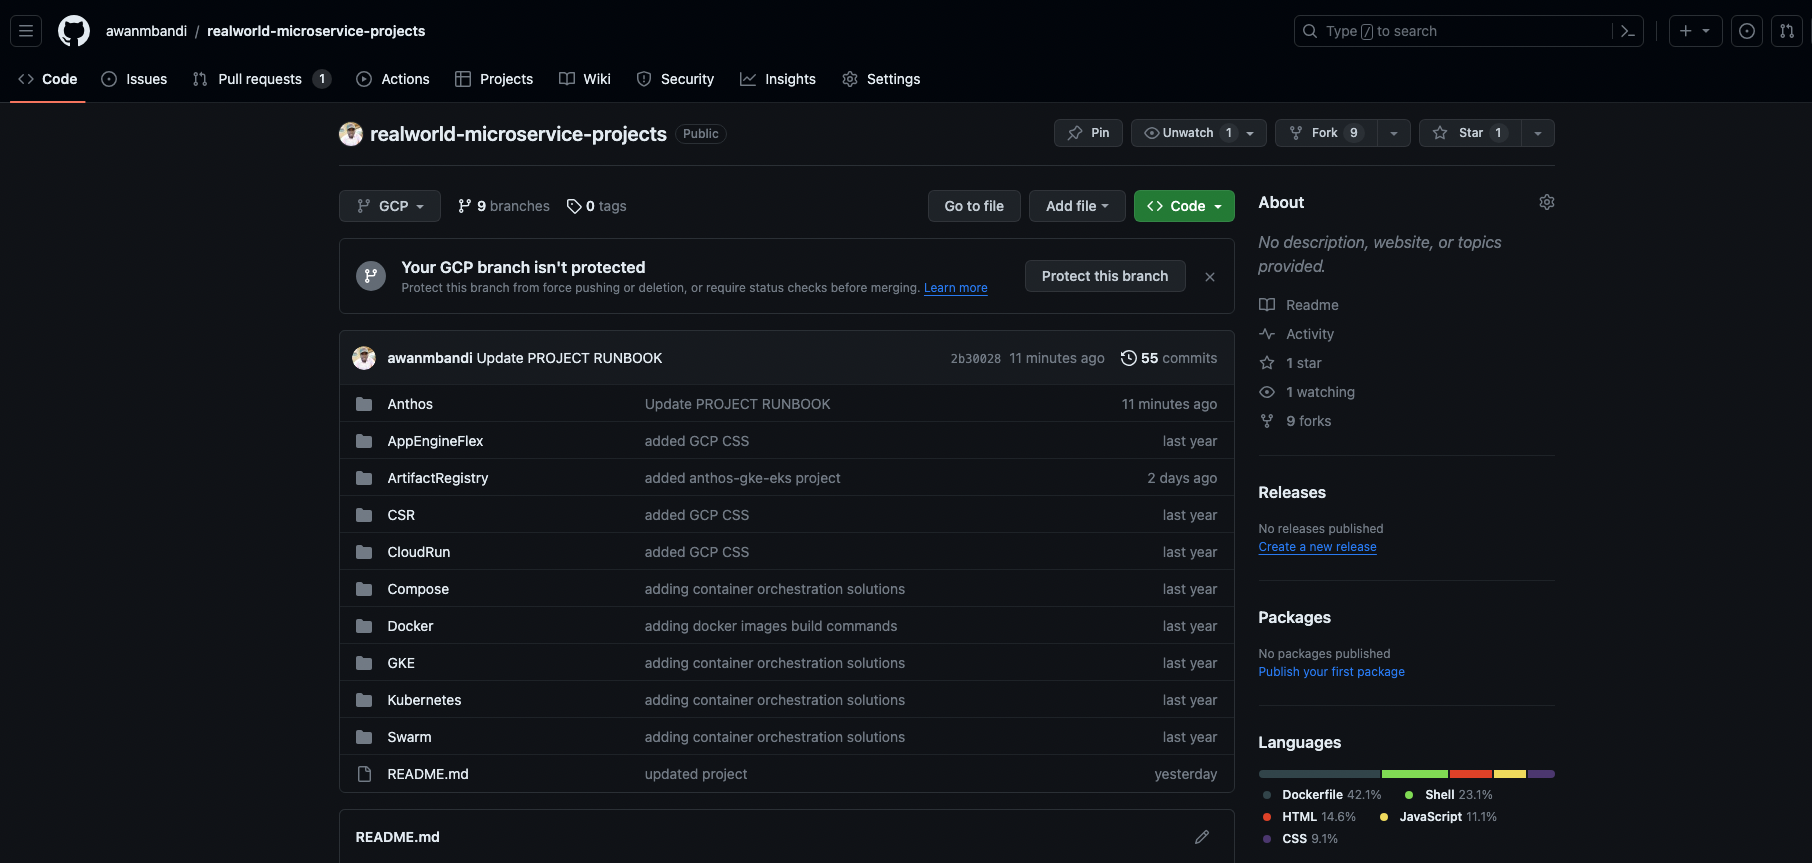 awanmbandi / realworld-microservice-projects
Type / to search
Code Issues Pull requests 1 Actions Projects Wiki Security Insights Settings
realworld-microservice-projects Public
Pin Unwatch 1 Fork 9 Star 1
GCP 9 branches 0 tags Go to file Add file Code
Your GCP branch isn't protected
Protect this branch from force pushing or deletion, or require status checks before merging. Learn more
Protect this branch
awanmbandi Update PROJECT RUNBOOK 2b30028 11 minutes ago 55 commits
Anthos Update PROJECT RUNBOOK 11 minutes ago
AppEngineFlex added GCP CSS last year
ArtifactRegistry added anthos-gke-eks project 2 days ago
CSR added GCP CSS last year
CloudRun added GCP CSS last year
Compose adding container orchestration solutions last year
Docker adding docker images build commands last year
GKE adding container orchestration solutions last year
Kubernetes adding container orchestration solutions last year
Swarm adding container orchestration solutions last year
README.md updated project yesterday
README.md
About
No description, website, or topics
provided.
Readme
Activity
1 star
1 watching
9 forks
Releases
No releases published
Create a new release
Packages
No packages published
Publish your first package
Languages
Dockerfile 42.1% Shell 23.1%
HTML 14.6% JavaScript 11.1%
CSS 9.1%